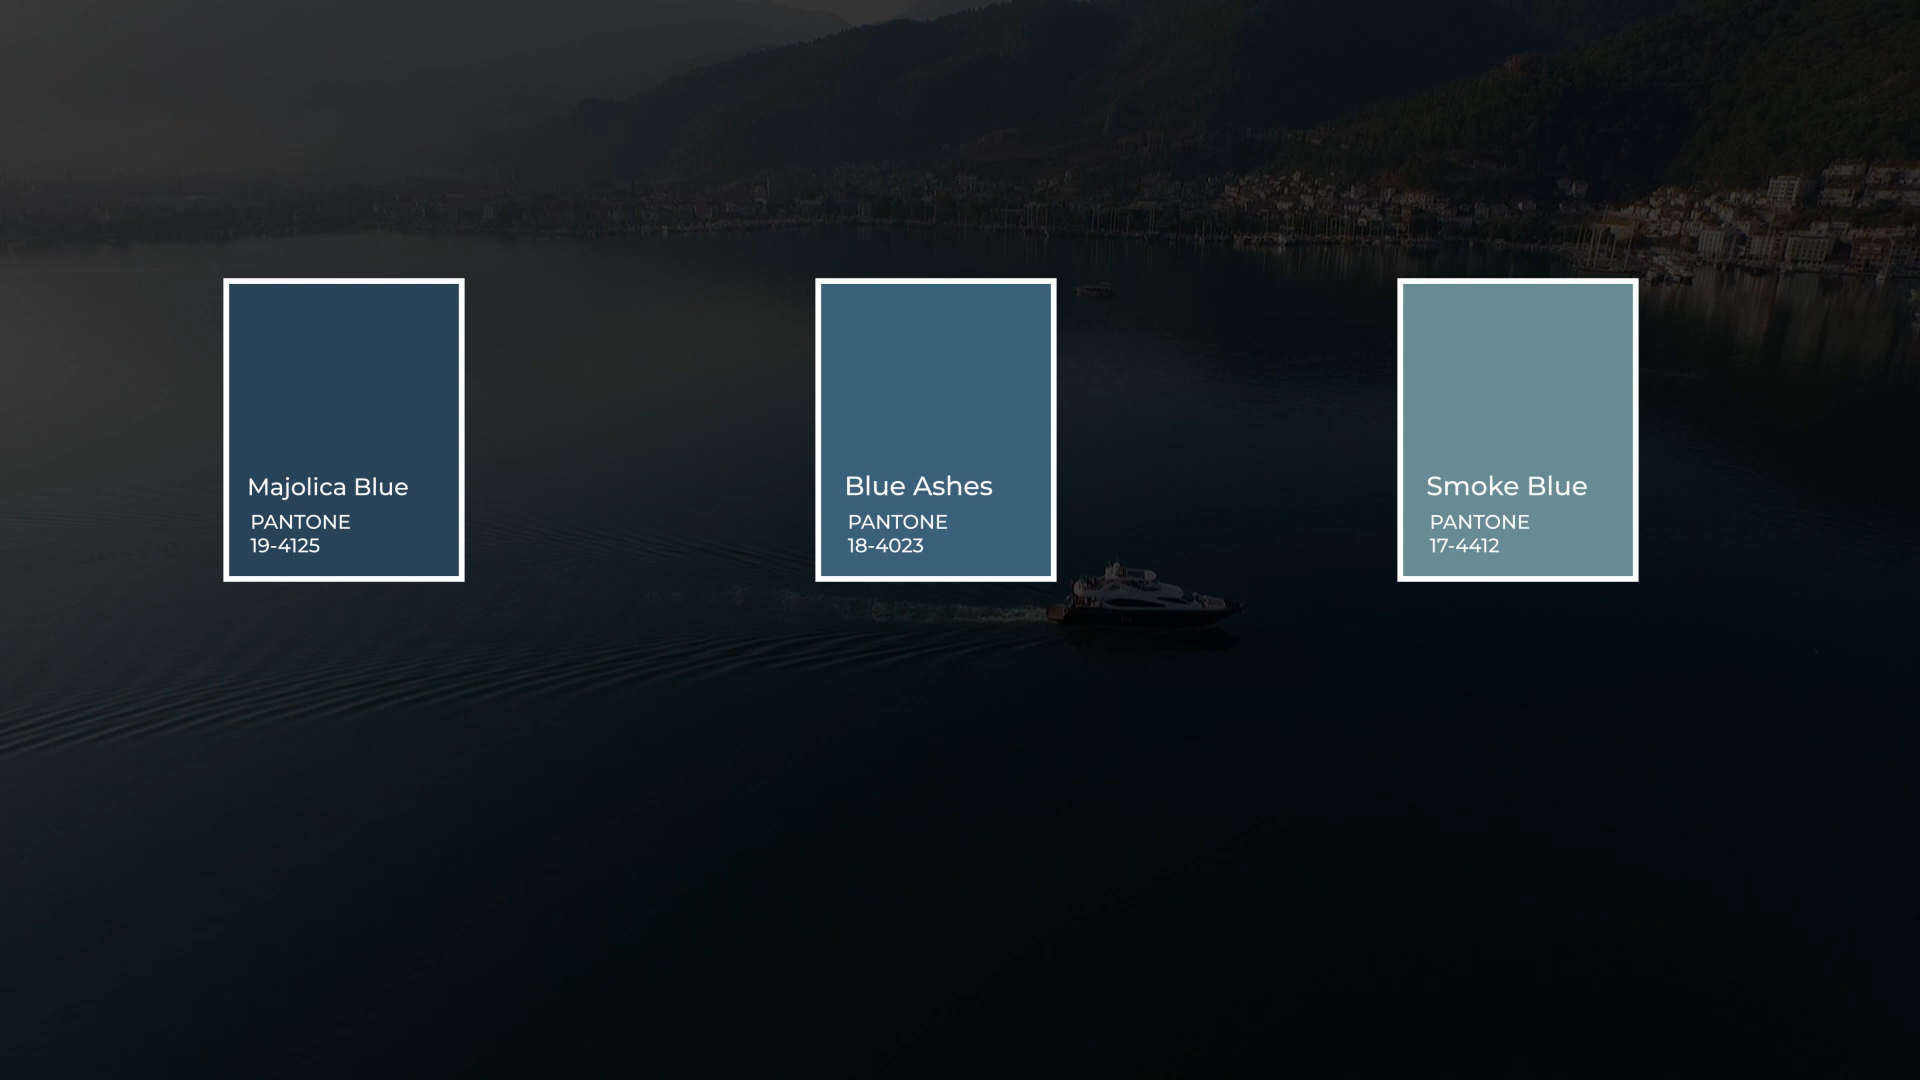 Majolica Blue
PANTONE
19-4125
Blue Ashes
PANTONE
18-4023
Smoke Blue
PANTONE
17-4412